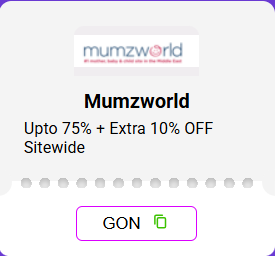 mumzworld
#1 mother, baby & child site in the Middle East
Mumzworld
Upto 75% + Extra 10% OFF
Sitewide
GON